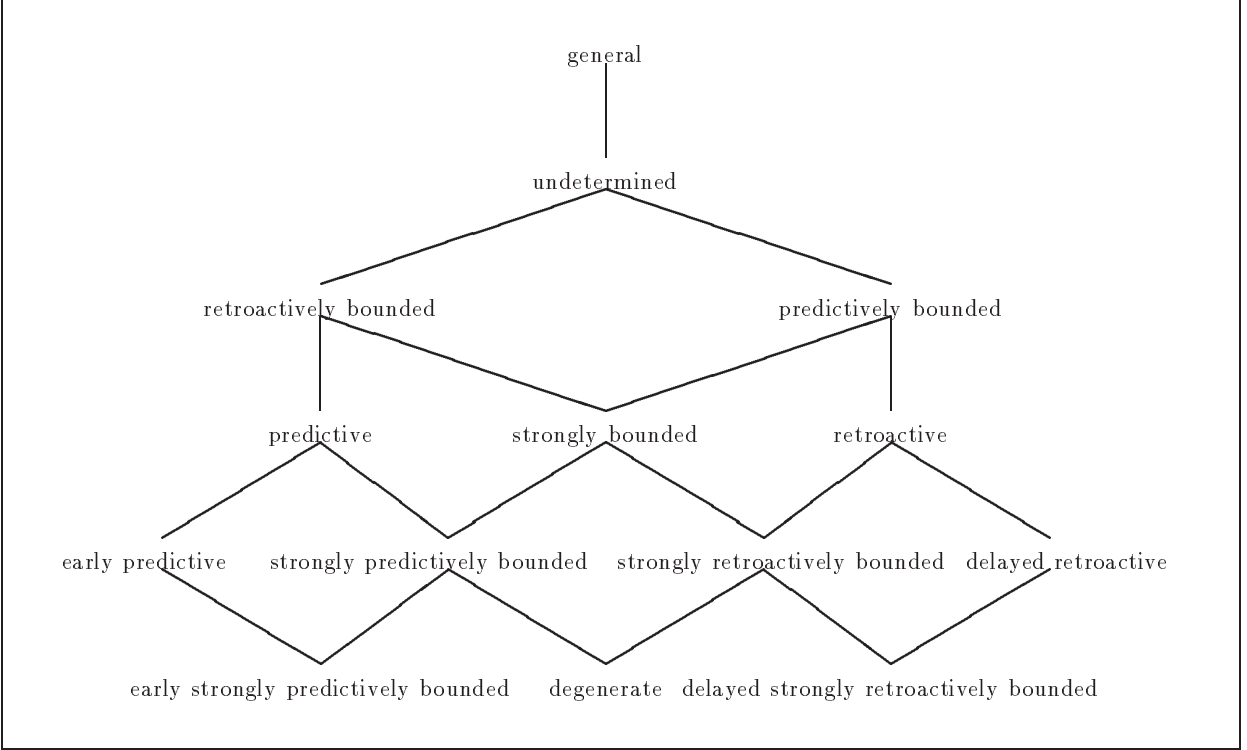 general
undetermined
retroactively bounded predictively bounded
predictive strongly bounded retroactive
early predictive strongly predictively bounded strongly retroactively bounded delayed retroactive
early strongly predictively bounded degenerate delayed strongly retroactively bounded